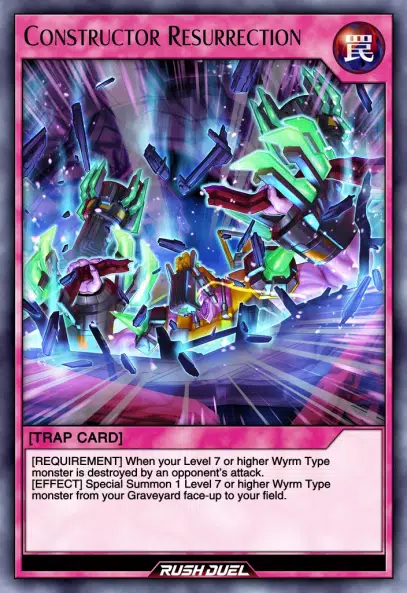 CONSTRUCTOR RESURRECTION
罠
[TRAP CARD]
[REQUIREMENT] When your Level 7 or higher Wyrm Type
monster is destroyed by an opponent's attack.
[EFFECT] Special Summon 1 Level 7 or higher Wyrm Type
monster from your Graveyard face-up to your field.
RUSH DUEL